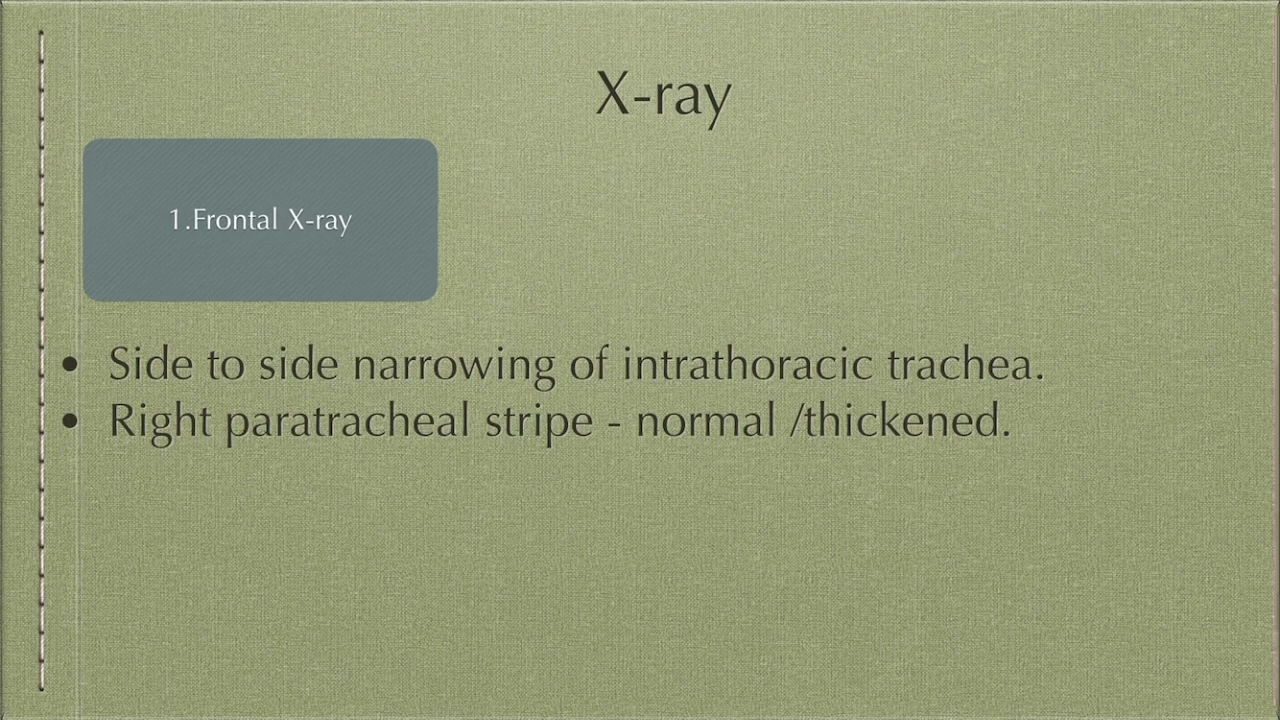 X-ray
1.Frontal X-ray
• Side to side narrowing of intrathoracic trachea.
• Right paratracheal stripe - normal /thickened.